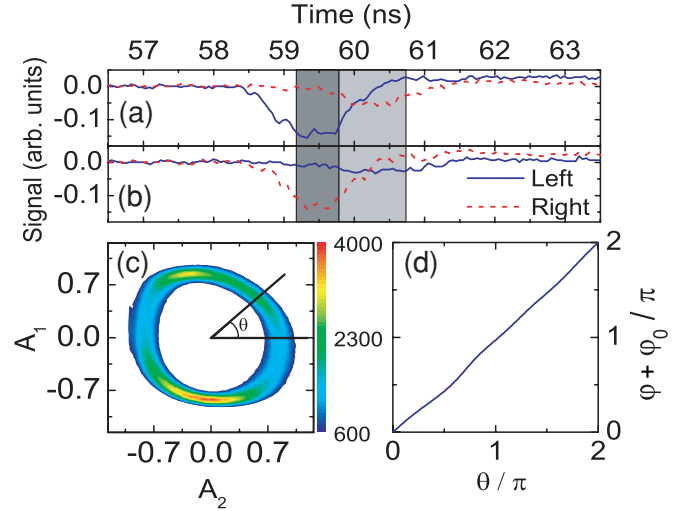 Time (ns)
57 58 59 60 61 62 63
Signal (arb. units)
0.0
-0.1
(a)
0.0
-0.1
(b)
Left
Right
(c)
A1
0.7
0.0
-0.7
θ
-0.7 0.0 0.7
A2
4000
2300
600
(d)
2
1
0
φ + φ0 / π
0 1 2
θ / π